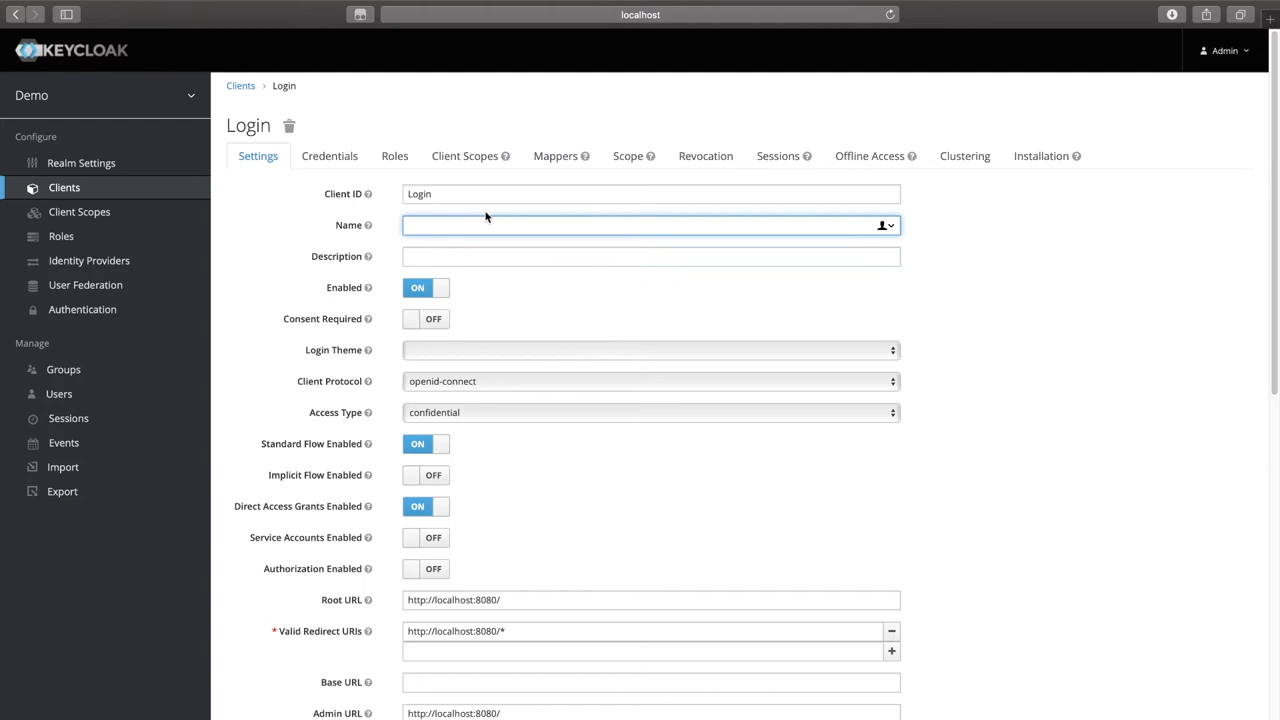 localhost
KEYCLOAK
Admin
Demo
Clients > Login
Configure
Login
Settings Credentials Roles Client Scopes Mappers Scope Revocation Sessions Offline Access Clustering Installation
Realm Settings
Clients
Client Scopes
Roles
Identity Providers
User Federation
Authentication
Manage
Groups
Users
Sessions
Events
Import
Export
Client ID Login
Name
Description
Enabled ON
Consent Required OFF
Login Theme
Client Protocol openid-connect
Access Type confidential
Standard Flow Enabled ON
Implicit Flow Enabled OFF
Direct Access Grants Enabled ON
Service Accounts Enabled OFF
Authorization Enabled OFF
Root URL http://localhost:8080/
* Valid Redirect URIs http://localhost:8080/*
Base URL
Admin URL http://localhost:8080/